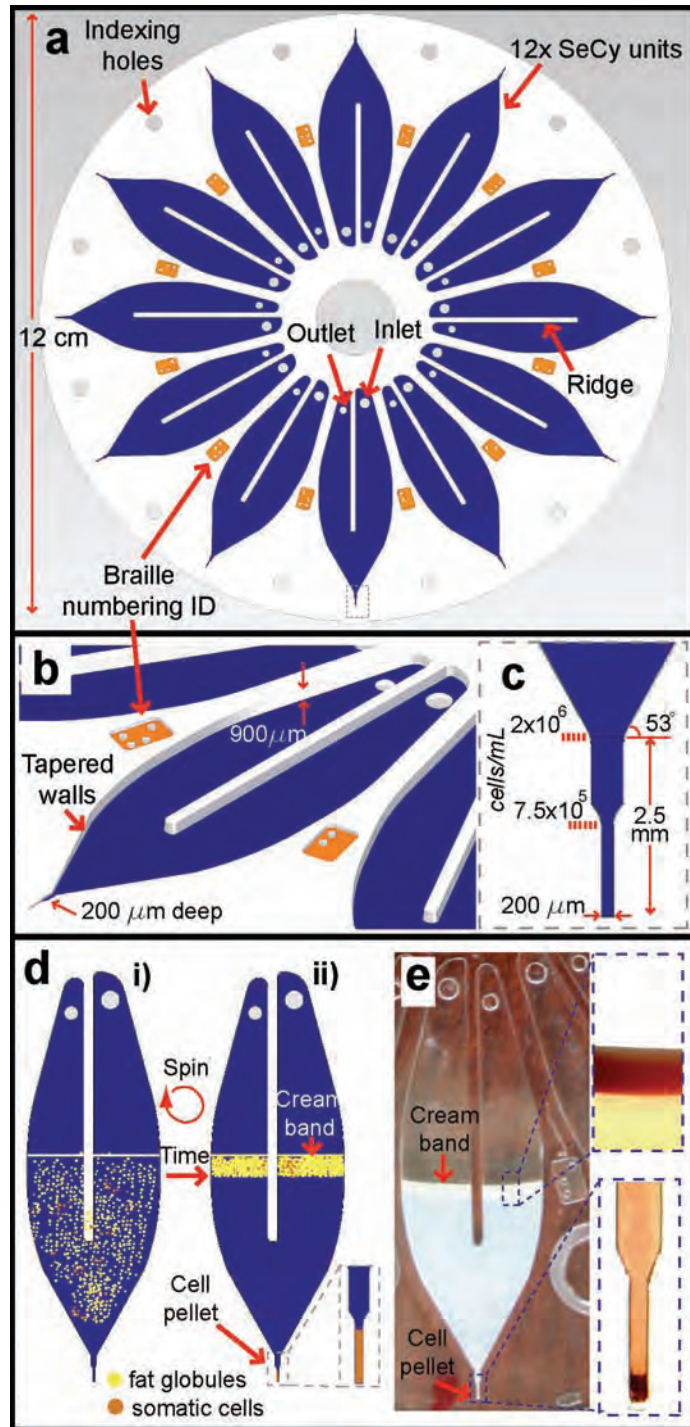 a
Indexing
holes
12x SeCy units
12 cm
Outlet
Inlet
Ridge
Braille
numbering ID
b
900μm
Tapered
walls
200 μm deep
c
2x10⁶
53°
cells/mL
7.5x10⁵
2.5
mm
200 μm
d
i)
ii)
Spin
Cream
band
Time
Cell
pellet
fat globules
somatic cells
e
Cream
band
Cell
pellet